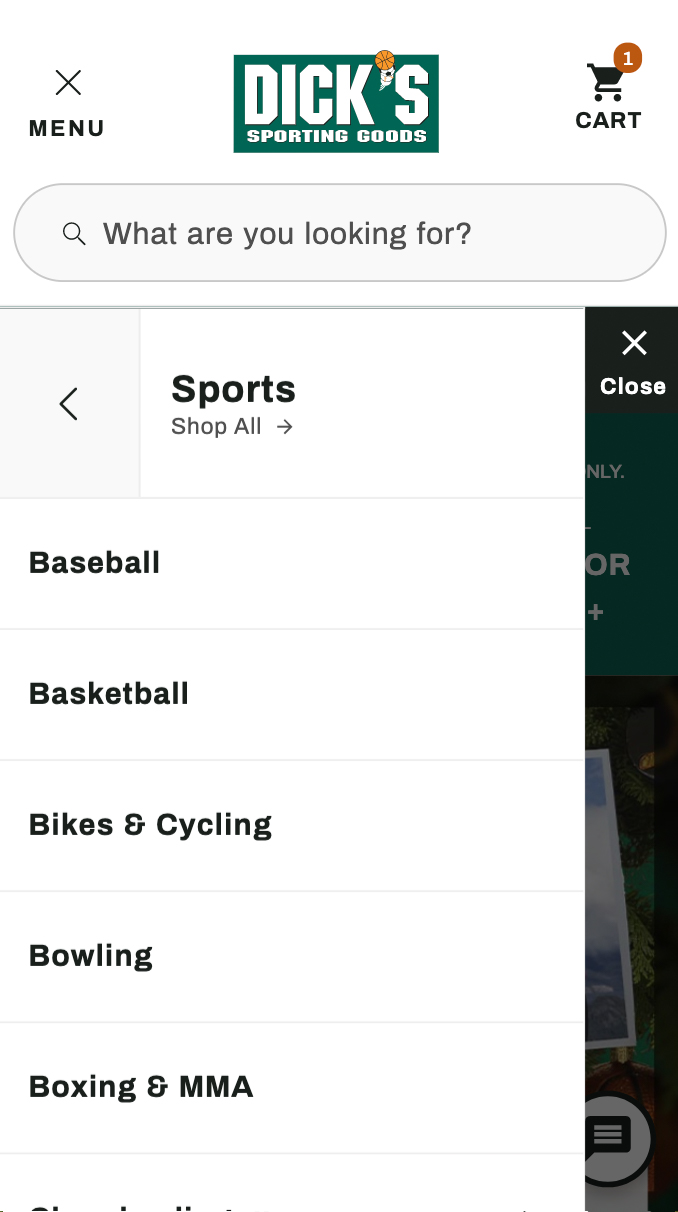 MENU
DICK'S
SPORTING GOODS
1
CART
What are you looking for?
Sports
Shop All
Close
NLY.
OR
+
Baseball
Basketball
Bikes & Cycling
Bowling
Boxing & MMA